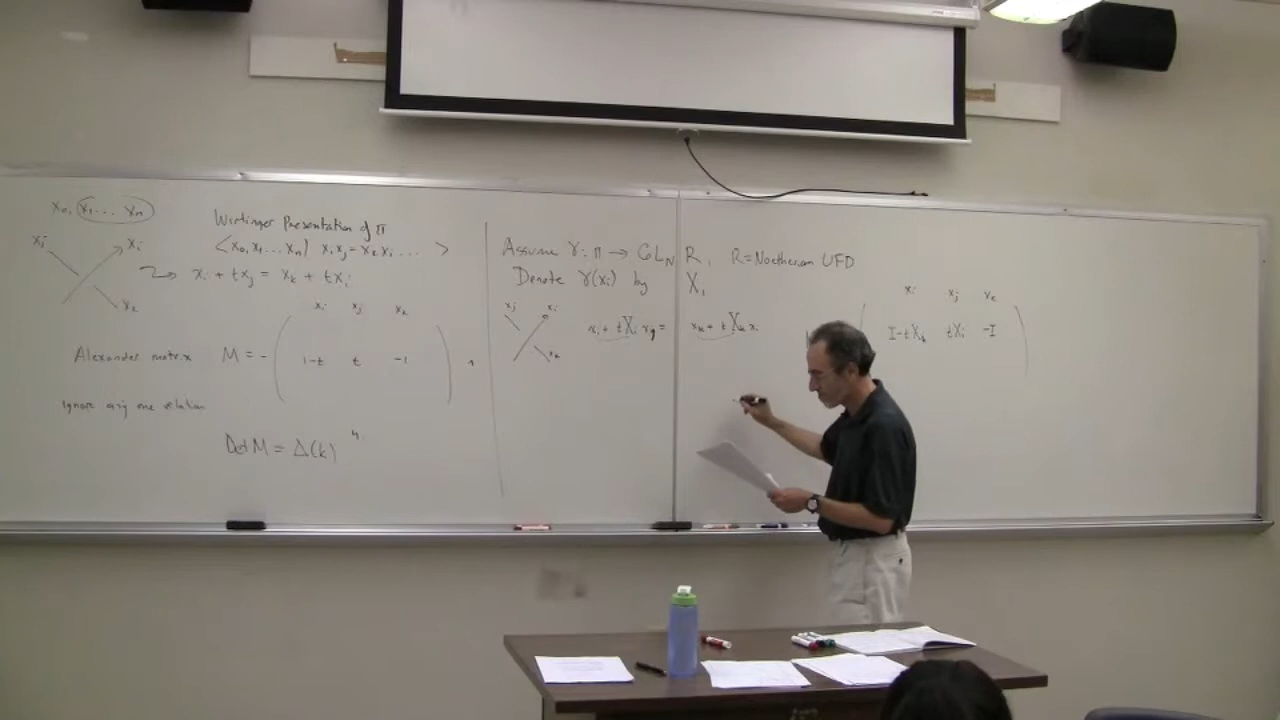 x₀, x₁ ... xₙ
xⱼ xᵢ
xₖ
Wirtinger Presentation of π
< x₀, x₁ ... xₙ | xᵢxⱼ = xₖxᵢ ... >
xᵢ + txⱼ = xₖ + txᵢ
xᵢ xⱼ xₖ
Alexander matrix M = - ( 1-t t -1 )
Ignore any one relation
Det M = Δ(k)
Assume γ: π → GL_N R, R = Noetherian UFD
Denote γ(xᵢ) by Xᵢ
xⱼ xᵢ
xₖ
xᵢ + tXᵢ xⱼ = xₖ + tXₖ xᵢ
xᵢ xⱼ xₖ
( I-tXₖ tXᵢ -I )